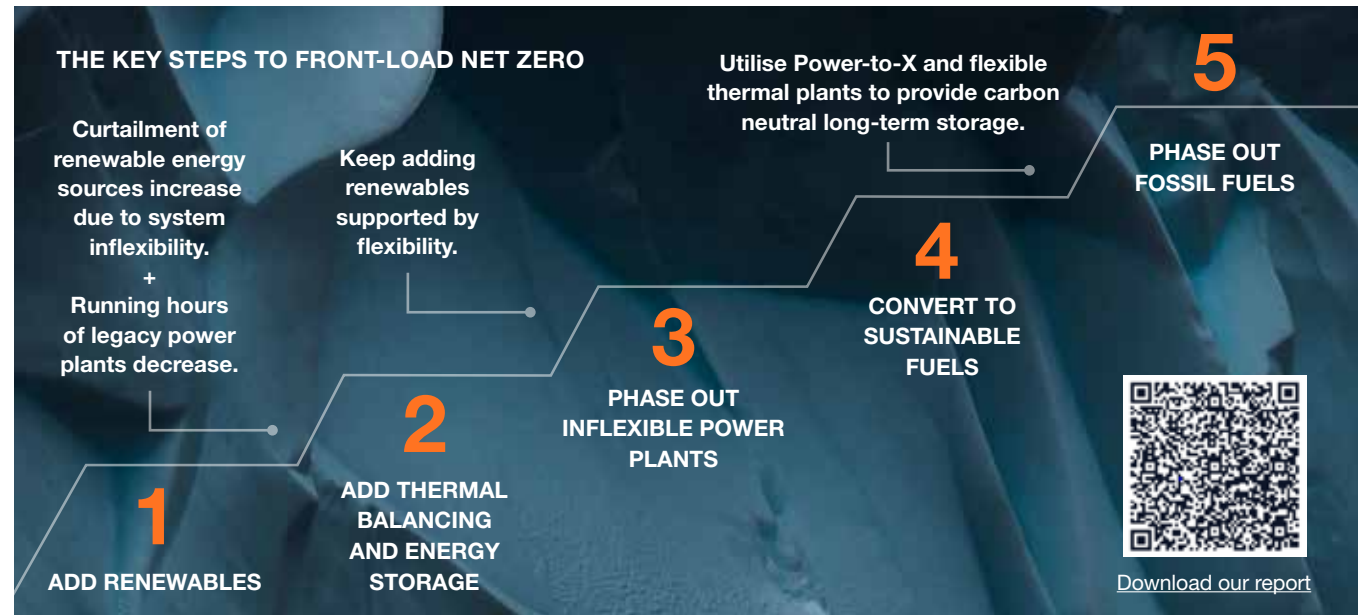 THE KEY STEPS TO FRONT-LOAD NET ZERO
Curtailment of
renewable energy
sources increase
due to system
inflexibility.
+
Running hours
of legacy power
plants decrease.
Keep adding
renewables
supported by
flexibility.
Utilise Power-to-X and flexible
thermal plants to provide carbon
neutral long-term storage.
1
ADD RENEWABLES
2
ADD THERMAL
BALANCING
AND ENERGY
STORAGE
3
PHASE OUT
INFLEXIBLE POWER
PLANTS
4
CONVERT TO
SUSTAINABLE
FUELS
5
PHASE OUT
FOSSIL FUELS
Download our report